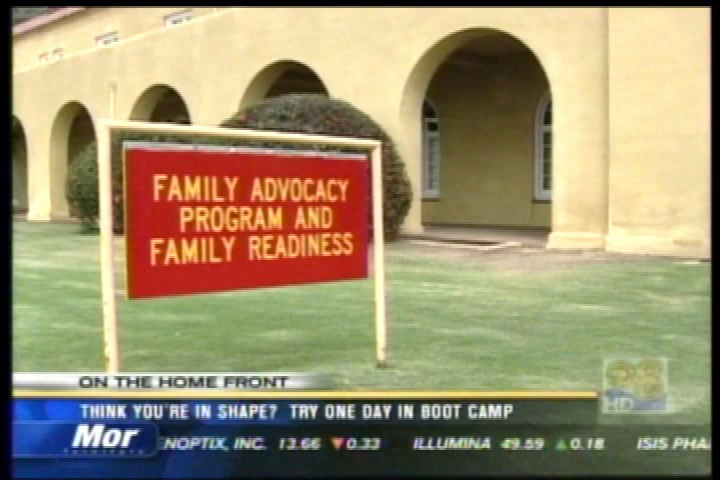 FAMILY ADVOCACY
PROGRAM AND
FAMILY READINESS
ON THE HOME FRONT
HD
THINK YOU'RE IN SHAPE? TRY ONE DAY IN BOOT CAMP
Mor
FURNITURE
ENOPTIX, INC. 13.66 ▼0.33 ILLUMINA 49.59 ▲0.18 ISIS PHA